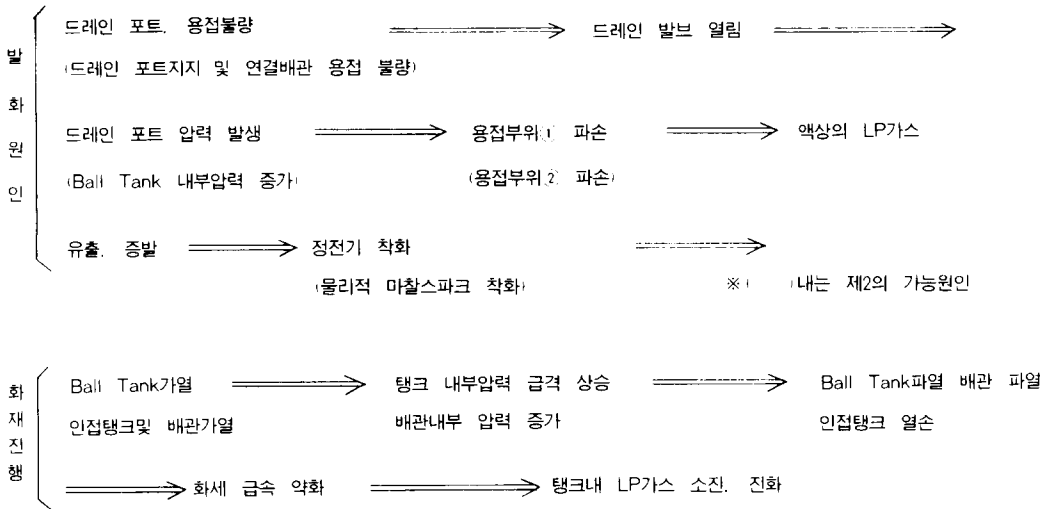 발화원인
드레인 포트. 용접불량 ⟹ 드레인 발브 열림 ⟹
(드레인 포트지지 및 연결배관 용접 불량)
드레인 포트 압력 발생 ⟹ 용접부위① 파손 ⟹ 액상의 LP가스
(Ball Tank 내부압력 증가) (용접부위② 파손)
유출. 증발 ⟹ 정전기 착화 ⟹
(물리적 마찰스파크 착화) ※( )내는 제2의 가능원인
화재진행
Ball Tank가열 ⟹ 탱크 내부압력 급격 상승 ⟹ Ball Tank파열 배관 파열
인접탱크및 배관가열 배관내부 압력 증가 인접탱크 열손
⟹ 화세 급속 약화 ⟹ 탱크내 LP가스 소진. 진화